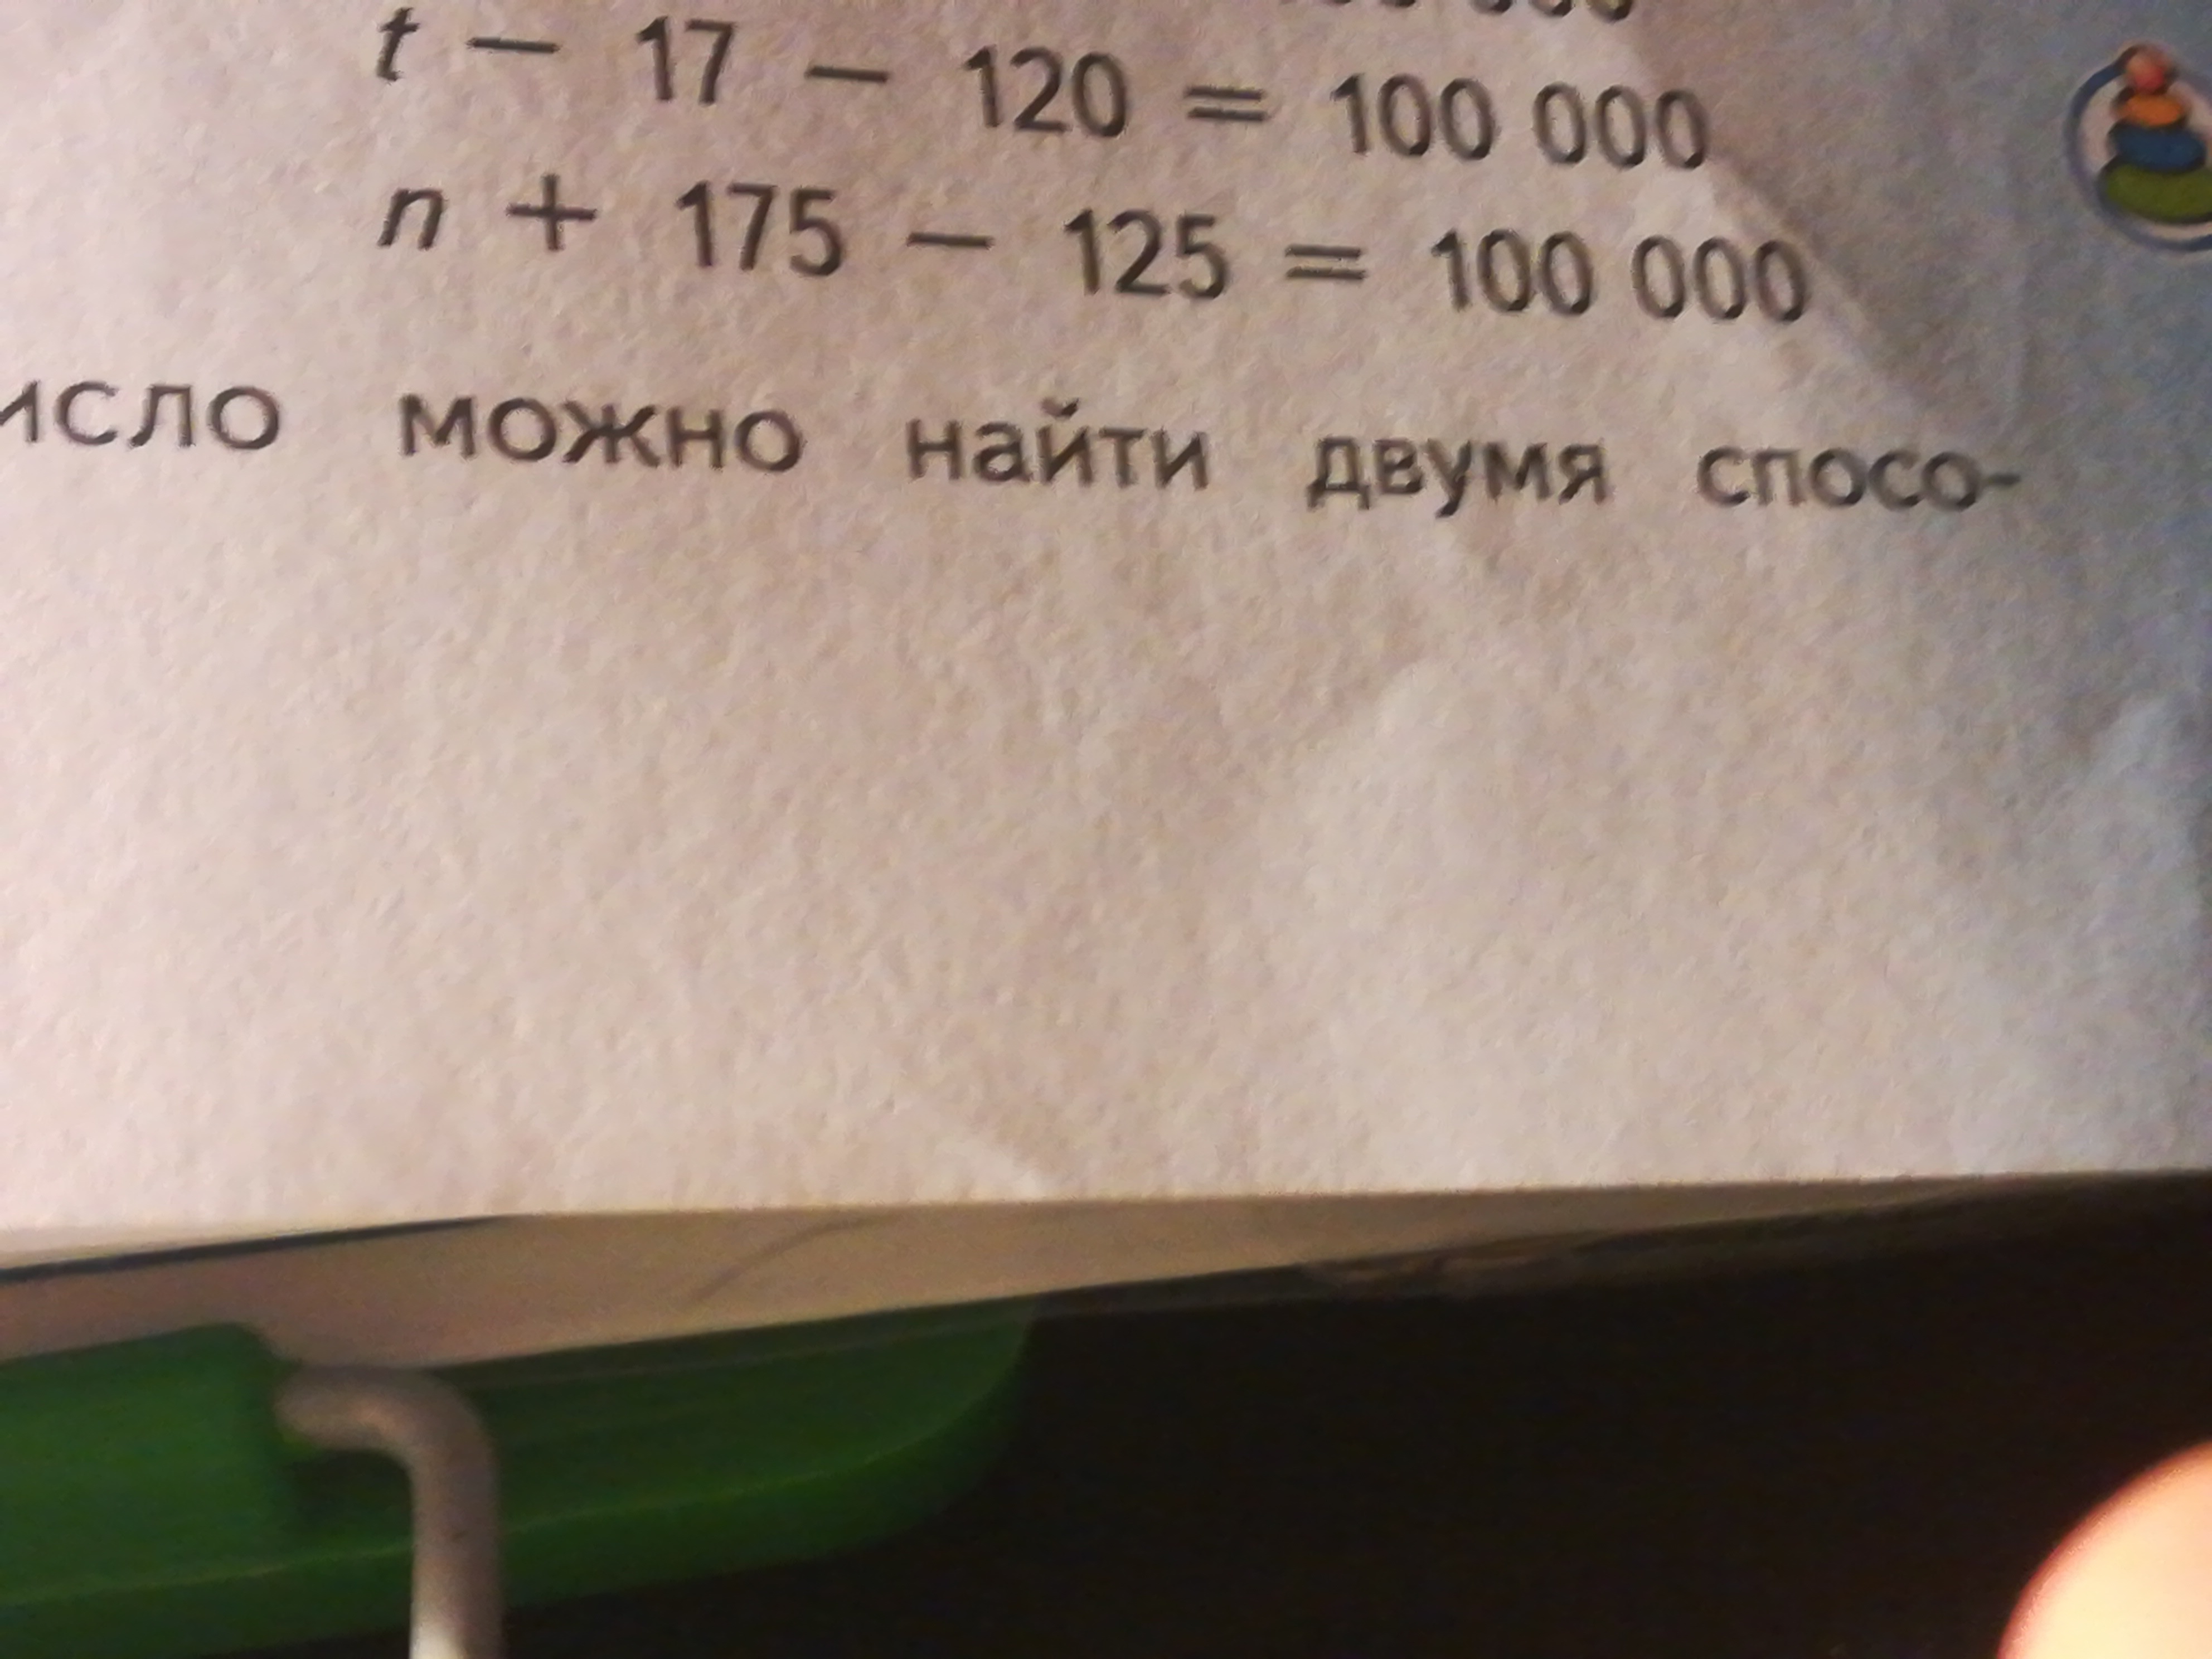 t − 17 − 120 = 100 000
n + 175 − 125 = 100 000
исло можно найти двумя спосо-